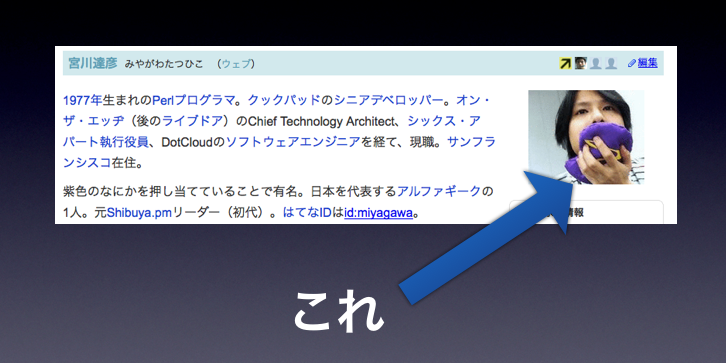 宮川達彦 みやがわたつひこ （ウェブ） 編集
1977年生まれのPerlプログラマ。クックパッドのシニアデベロッパー。オン・
ザ・エッヂ（後のライブドア）のChief Technology Architect、シックス・ア
パート執行役員、DotCloudのソフトウェアエンジニアを経て、現職。サンフラ
ンシスコ在住。
紫色のなにかを押し当てていることで有名。日本を代表するアルファギークの
1人。元Shibuya.pmリーダー（初代）。はてなIDはid:miyagawa。
情報
これ